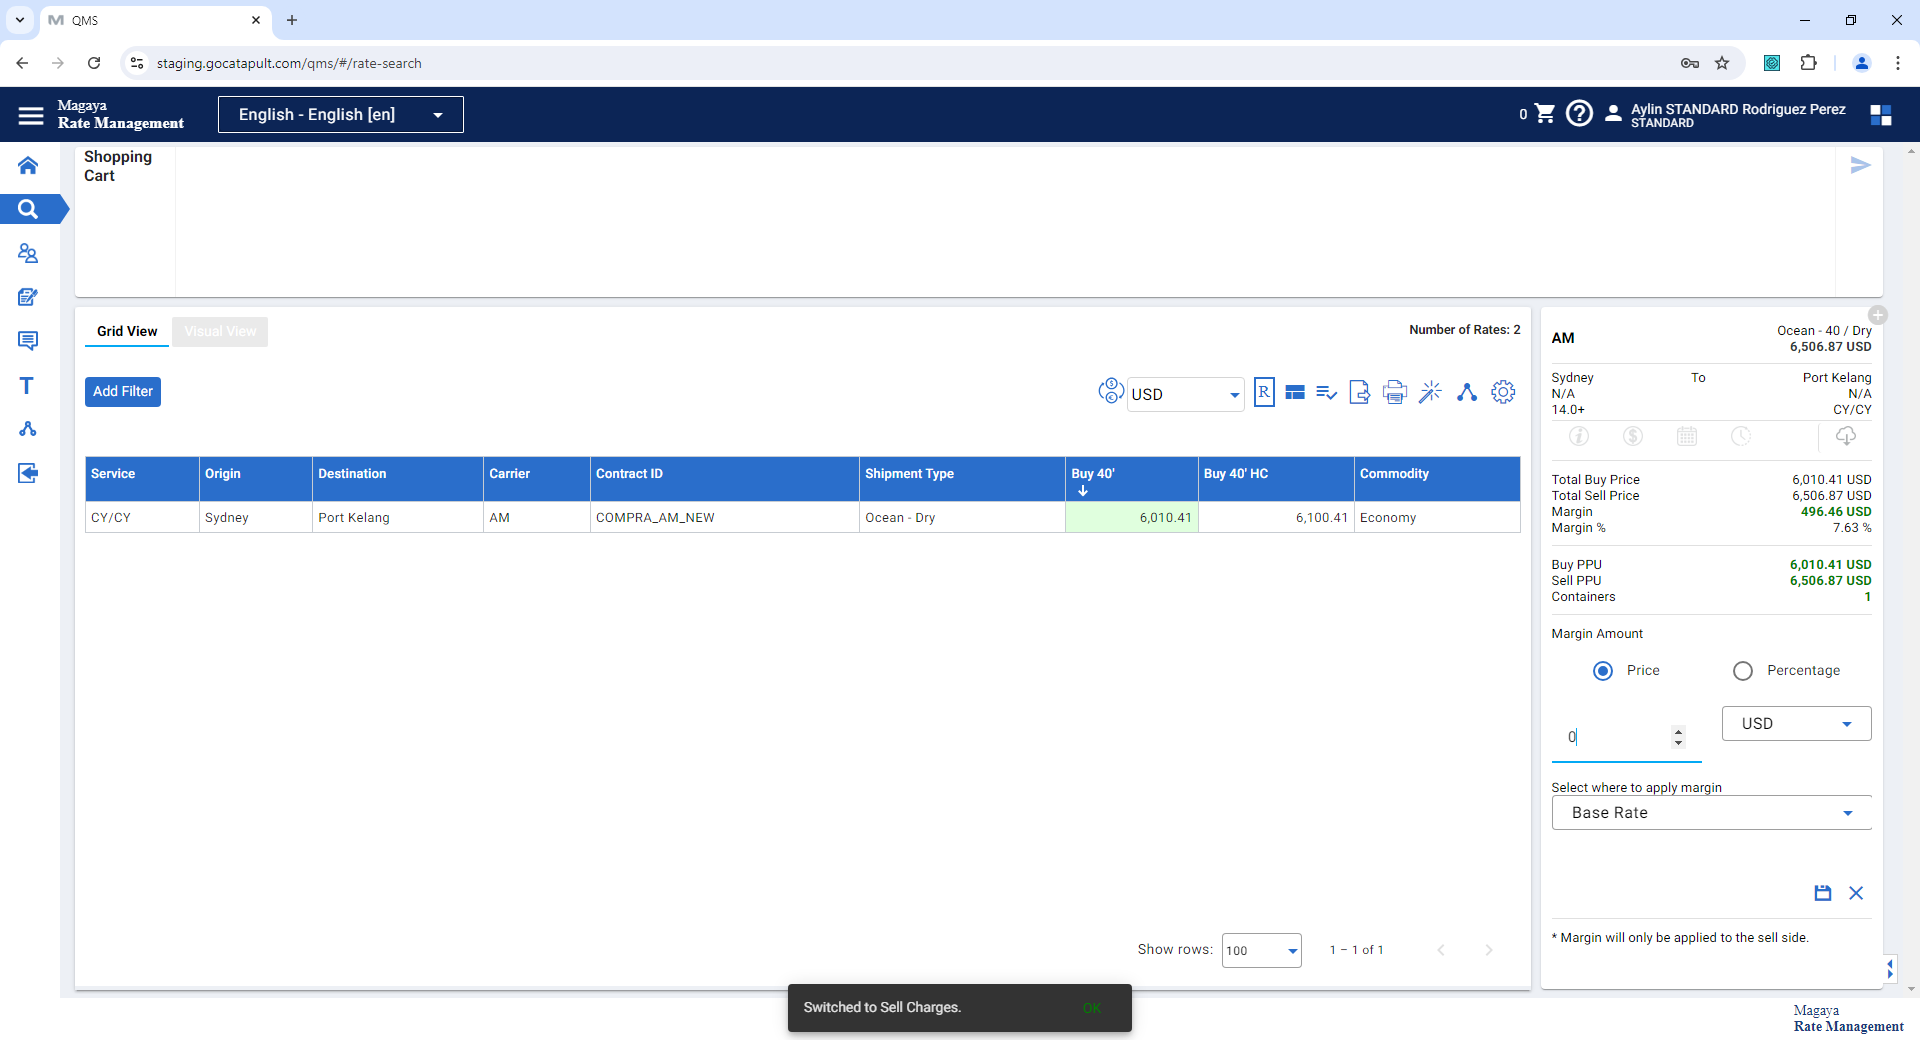 QMS
staging.gocatapult.com/qms/#/rate-search
Magaya
Rate Management
English - English [en]
0
Aylin STANDARD Rodriguez Perez
STANDARD
Shopping
Cart
Grid View
Visual View
Number of Rates: 2
Add Filter
USD
R
Service
Origin
Destination
Carrier
Contract ID
Shipment Type
Buy 40'
Buy 40' HC
Commodity
CY/CY
Sydney
Port Kelang
AM
COMPRA_AM_NEW
Ocean - Dry
6,010.41
6,100.41
Economy
Show rows:
100
1 – 1 of 1
AM
Ocean - 40 / Dry
6,506.87 USD
Sydney
To
Port Kelang
N/A
N/A
14.0+
CY/CY
Total Buy Price
6,010.41 USD
Total Sell Price
6,506.87 USD
Margin
496.46 USD
Margin %
7.63 %
Buy PPU
6,010.41 USD
Sell PPU
6,506.87 USD
Containers
1
Margin Amount
Price
Percentage
0
USD
Select where to apply margin
Base Rate
* Margin will only be applied to the sell side.
Switched to Sell Charges.
OK
Magaya
Rate Management